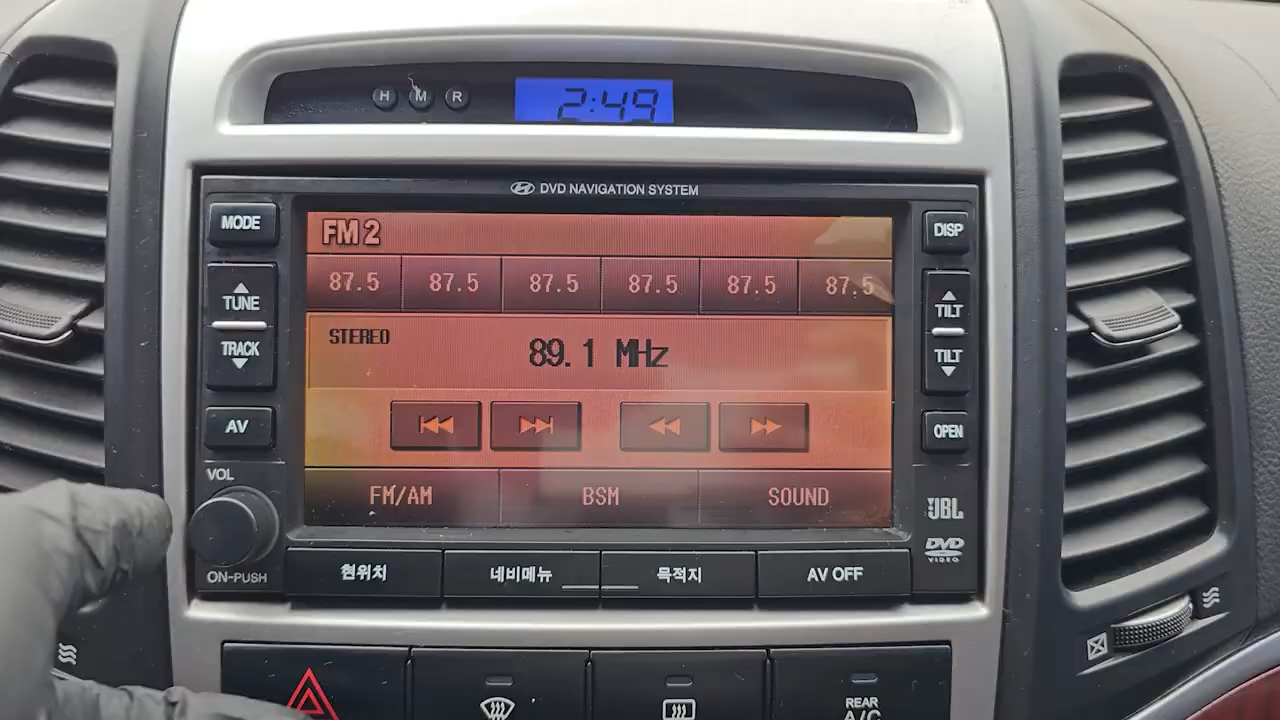 H M R
2:49
DVD NAVIGATION SYSTEM
MODE
FM 2
DISP
87.5 87.5 87.5 87.5 87.5 87.5
TUNE
TRACK
STEREO
89.1 MHz
TILT
TILT
AV
OPEN
VOL
FM/AM BSM SOUND
JBL
DVD
VIDEO
ON-PUSH
현위치 네비메뉴 목적지 AV OFF
REAR
A/C